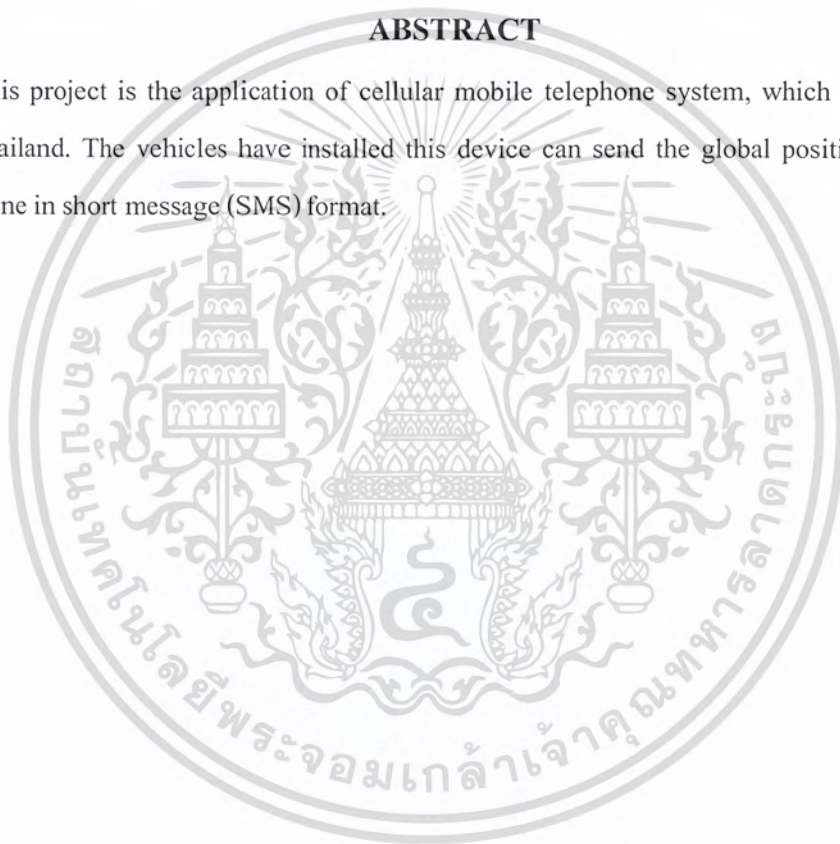 ABSTRACT
is project is the application of cellular mobile telephone system, which
ailand. The vehicles have installed this device can send the global positi
ne in short message (SMS) format.
สถาบันเทคโนโลยีพระจอมเกล้าเจ้าคุณทหารลาดกระบัง